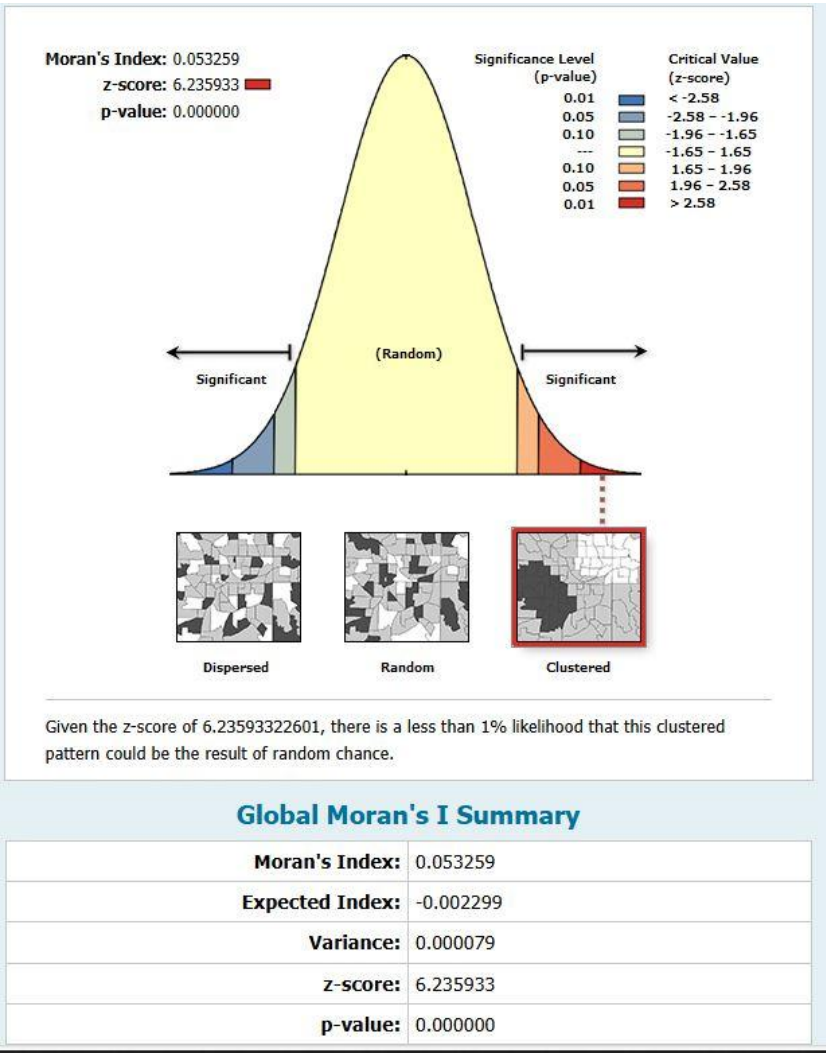 Moran's Index: 0.053259
z-score: 6.235933
p-value: 0.000000
Significance Level (p-value)
Critical Value (z-score)
0.01 < -2.58
0.05 -2.58 – -1.96
0.10 -1.96 – -1.65
--- -1.65 – 1.65
0.10 1.65 – 1.96
0.05 1.96 – 2.58
0.01 > 2.58
(Random)
Significant
Significant
Dispersed
Random
Clustered
Given the z-score of 6.23593322601, there is a less than 1% likelihood that this clustered
pattern could be the result of random chance.
Global Moran's I Summary
Moran's Index: 0.053259
Expected Index: -0.002299
Variance: 0.000079
z-score: 6.235933
p-value: 0.000000